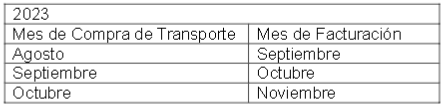 2023
Mes de Compra de Transporte Mes de Facturación
Agosto Septiembre
Septiembre Octubre
Octubre Noviembre